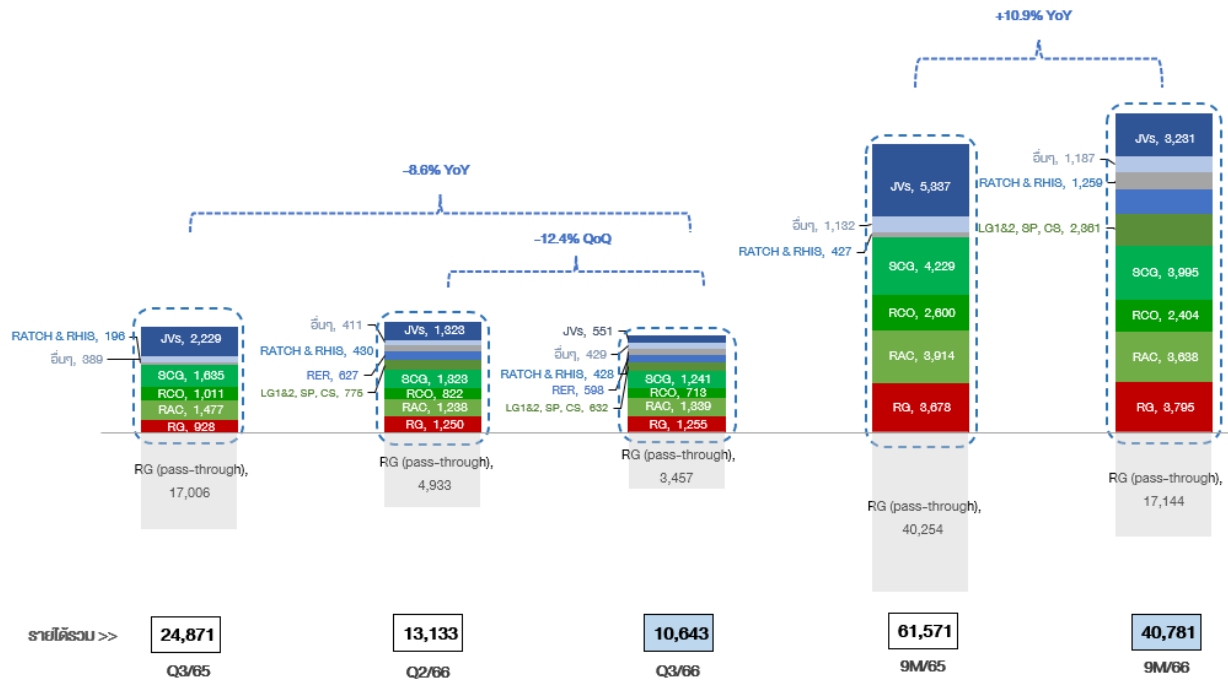 +10.9% YoY
-8.6% YoY
-12.4% QoQ
RATCH & RHIS, 196
อื่นๆ, 389
JVs, 2,229
SCG, 1,635
RCO, 1,011
RAC, 1,477
RG, 928
RG (pass-through),
17,006
อื่นๆ, 411
RATCH & RHIS, 430
RER, 627
LG1&2, SP, CS, 775
JVs, 1,323
SCG, 1,323
RCO, 822
RAC, 1,238
RG, 1,250
RG (pass-through),
4,933
JVs, 551
อื่นๆ, 429
RATCH & RHIS, 428
RER, 598
LG1&2, SP, CS, 632
SCG, 1,241
RCO, 713
RAC, 1,339
RG, 1,255
RG (pass-through),
3,457
JVs, 5,337
อื่นๆ, 1,132
RATCH & RHIS, 427
SCG, 4,229
RCO, 2,600
RAC, 3,914
RG, 3,678
RG (pass-through),
40,254
JVs, 3,231
อื่นๆ, 1,187
RATCH & RHIS, 1,259
LG1&2, SP, CS, 2,361
SCG, 3,995
RCO, 2,404
RAC, 3,638
RG, 3,795
RG (pass-through),
17,144
รายได้รวม >> 24,871 13,133 10,643 61,571 40,781
Q3/65 Q2/66 Q3/66 9M/65 9M/66